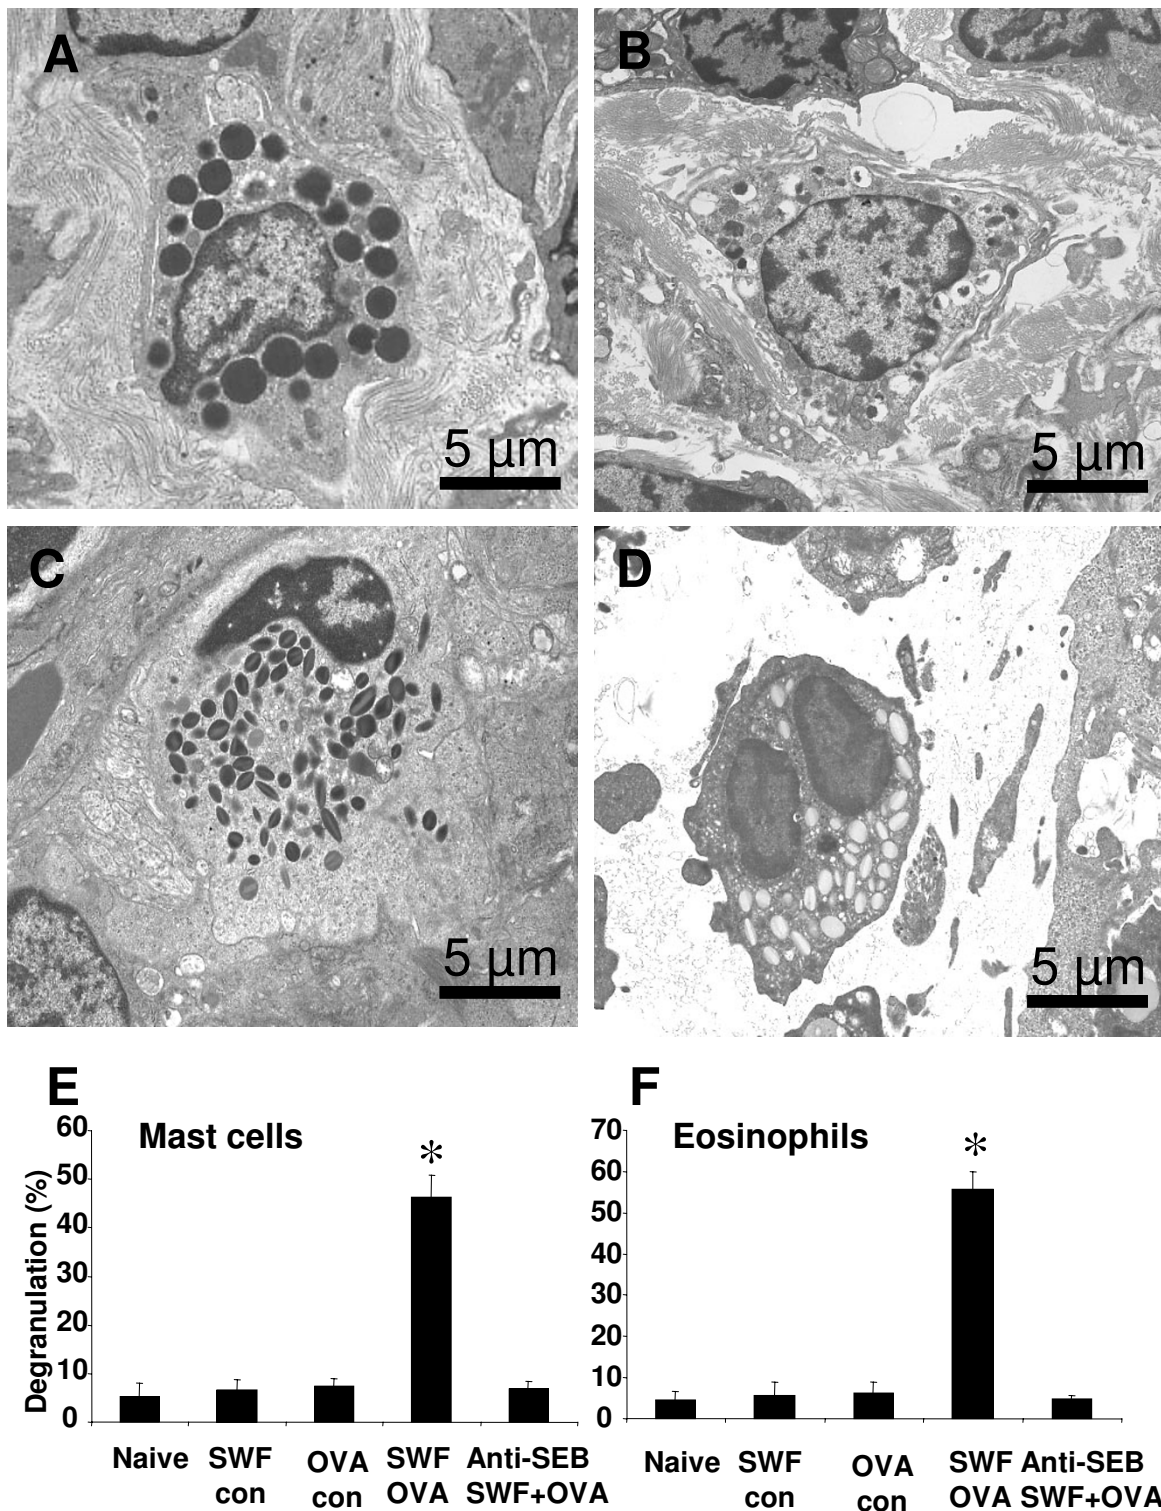 A
B
5 µm
5 µm
C
D
5 µm
5 µm
E
F
Mast cells
Eosinophils
Degranulation (%)
60
50
40
30
20
10
0
*
Naive SWF OVA SWF Anti-SEB
con con OVA SWF+OVA
70
60
50
40
30
20
10
0
*
Naive SWF OVA SWF Anti-SEB
con con OVA SWF+OVA